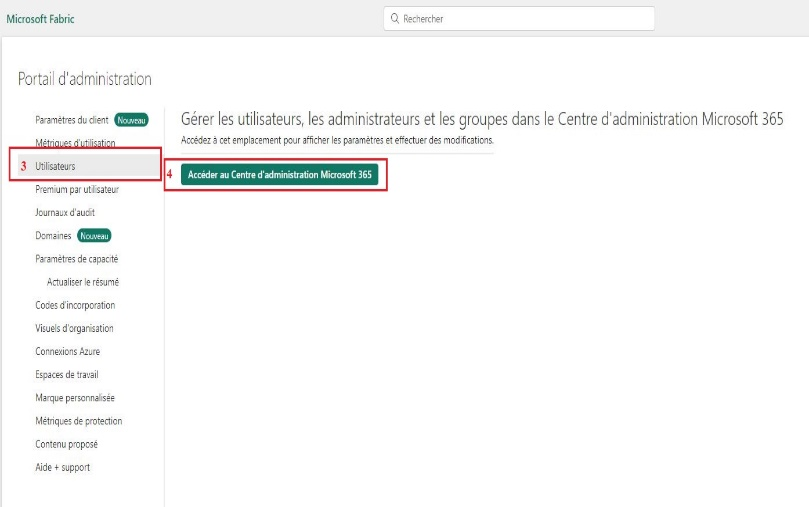 Microsoft Fabric
Rechercher
Portail d'administration
Paramètres du client Nouveau
Métriques d'utilisation
3 Utilisateurs
Premium par utilisateur
Journaux d'audit
Domaines Nouveau
Paramètres de capacité
Actualiser le résumé
Codes d'incorporation
Visuels d'organisation
Connexions Azure
Espaces de travail
Marque personnalisée
Métriques de protection
Contenu proposé
Aide + support
Gérer les utilisateurs, les administrateurs et les groupes dans le Centre d'administration Microsoft 365
Accédez à cet emplacement pour afficher les paramètres et effectuer des modifications.
4 Accéder au Centre d'administration Microsoft 365